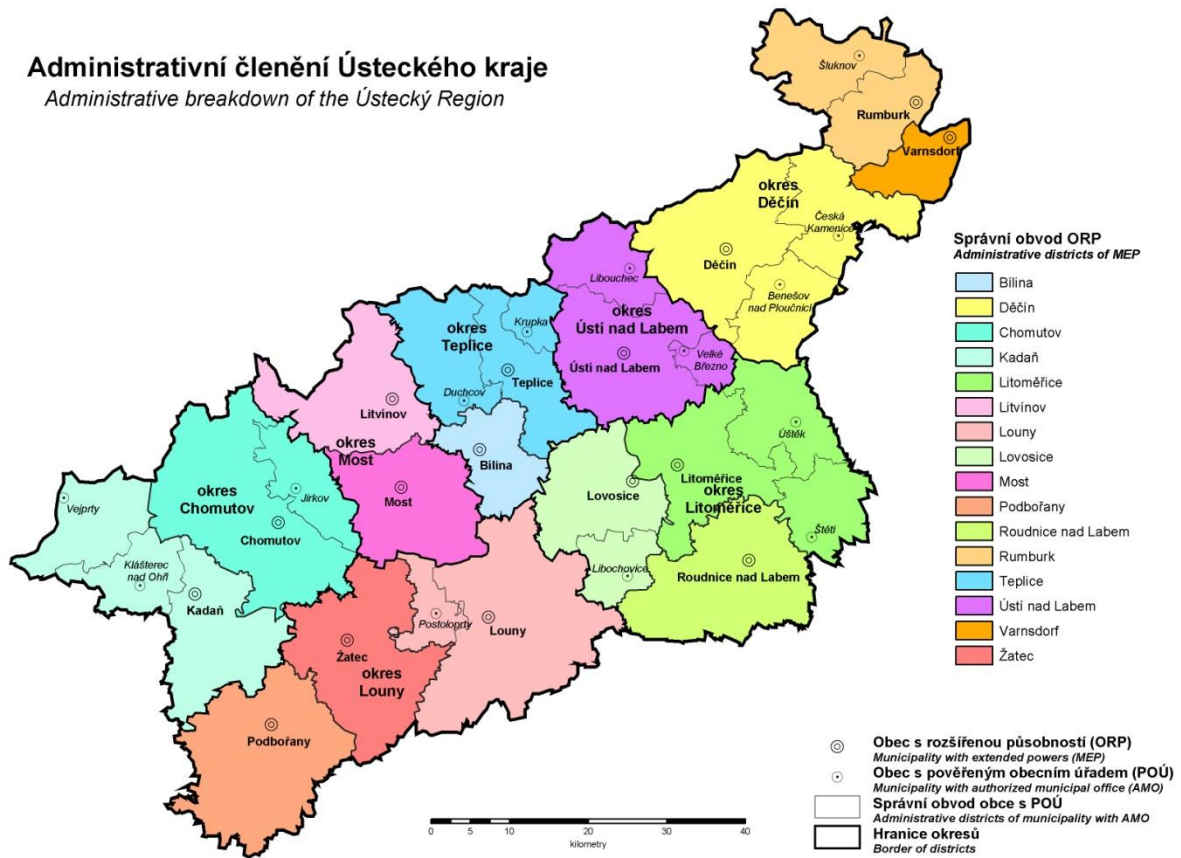 Administrativní členění Ústeckého kraje
Administrative breakdown of the Ústecký Region
Šluknov
Rumburk
Varnsdorf
okres
Děčín
Česká
Kamenice
Děčín
Benešov
nad Ploučnicí
Libouchec
okres
Ústí nad Labem
Velké
Březno
Ústí nad Labem
okres
Teplice
Krupka
Teplice
Duchcov
Litvínov
okres
Most
Bílina
Most
Úštěk
Litoměřice
okres
Litoměřice
Lovosice
Štětí
Libochovice
Roudnice nad Labem
okres
Chomutov
Jirkov
Chomutov
Vejprty
Klášterec
nad Ohří
Kadaň
Postoloprty
Louny
Žatec
okres
Louny
Podbořany
Správní obvod ORP
Administrative districts of MEP
Bílina
Děčín
Chomutov
Kadaň
Litoměřice
Litvínov
Louny
Lovosice
Most
Podbořany
Roudnice nad Labem
Rumburk
Teplice
Ústí nad Labem
Varnsdorf
Žatec
Obec s rozšířenou působností (ORP)
Municipality with extended powers (MEP)
Obec s pověřeným obecním úřadem (POÚ)
Municipality with authorized municipal office (AMO)
Správní obvod obce s POÚ
Administrative districts of municipality with AMO
Hranice okresů
Border of districts
0 5 10 20 30 40
kilometry